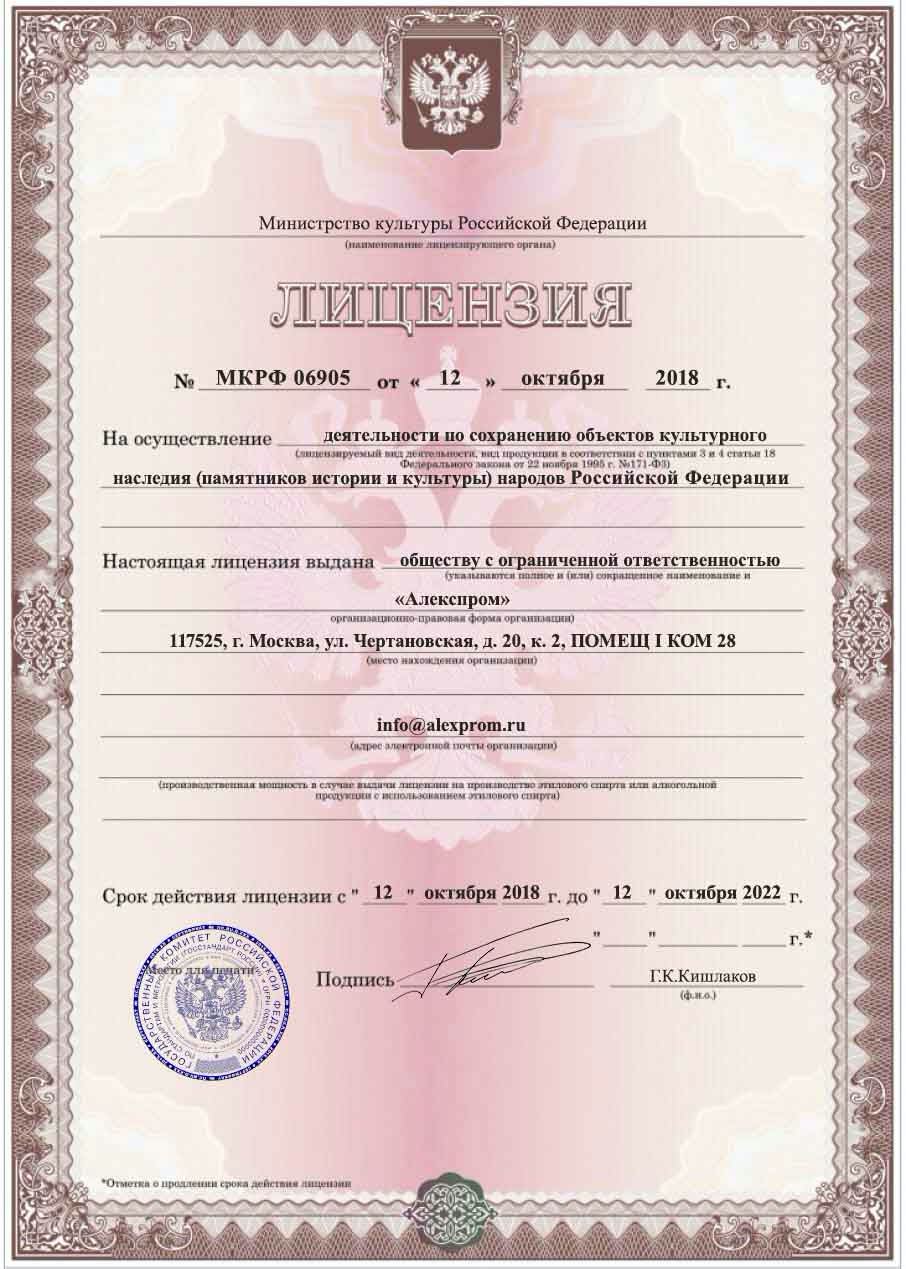 Министрство культуры Российской Федерации
(наименование лицензирующего органа)
ЛИЦЕНЗИЯ
№ МКРФ 06905 от « 12 » октября 2018 г.
На осуществление деятельности по сохранению объектов культурного
(лицензируемый вид деятельности, вид продукции в соответствии с пунктами 3 и 4 статьи 18
Федерального закона от 22 ноября 1995 г. №171-ФЗ)
наследия (памятников истории и культуры) народов Российской Федерации
Настоящая лицензия выдана обществу с ограниченной ответственностью
(указываются полное и (или) сокращенное наименование и
«Алекспром»
организационно-правовая форма организации)
117525, г. Москва, ул. Чертановская, д. 20, к. 2, ПОМЕЩ I КОМ 28
(место нахождения организации)
info@alexprom.ru
(адрес электронной почты организации)
(производственная мощность в случае выдачи лицензии на производство этилового спирта или алкогольной
продукции с использованием этилового спирта)
Срок действия лицензии с " 12 " октября 2018 г. до " 12 " октября 2022 г.
" " г.*
Место для печати
ГОСУДАРСТВЕННЫЙ КОМИТЕТ РОССИЙСКОЙ ФЕДЕРАЦИИ
ПО СТАНДАРТАМ И МЕТРОЛОГИИ (ГОССТАНДАРТ РОССИИ)
Подпись Г.К.Кишлаков
(ф.и.о.)
*Отметка о продлении срока действия лицензии